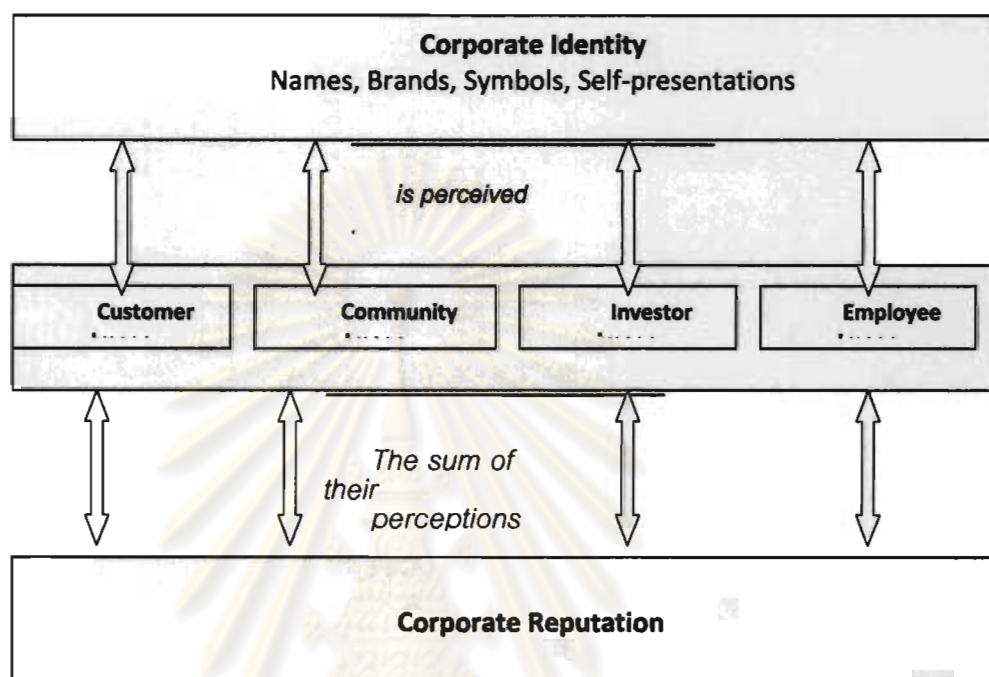 Corporate Identity
Names, Brands, Symbols, Self-presentations
is perceived
Customer
Community
Investor
Employee
The sum of
their
perceptions
Corporate Reputation